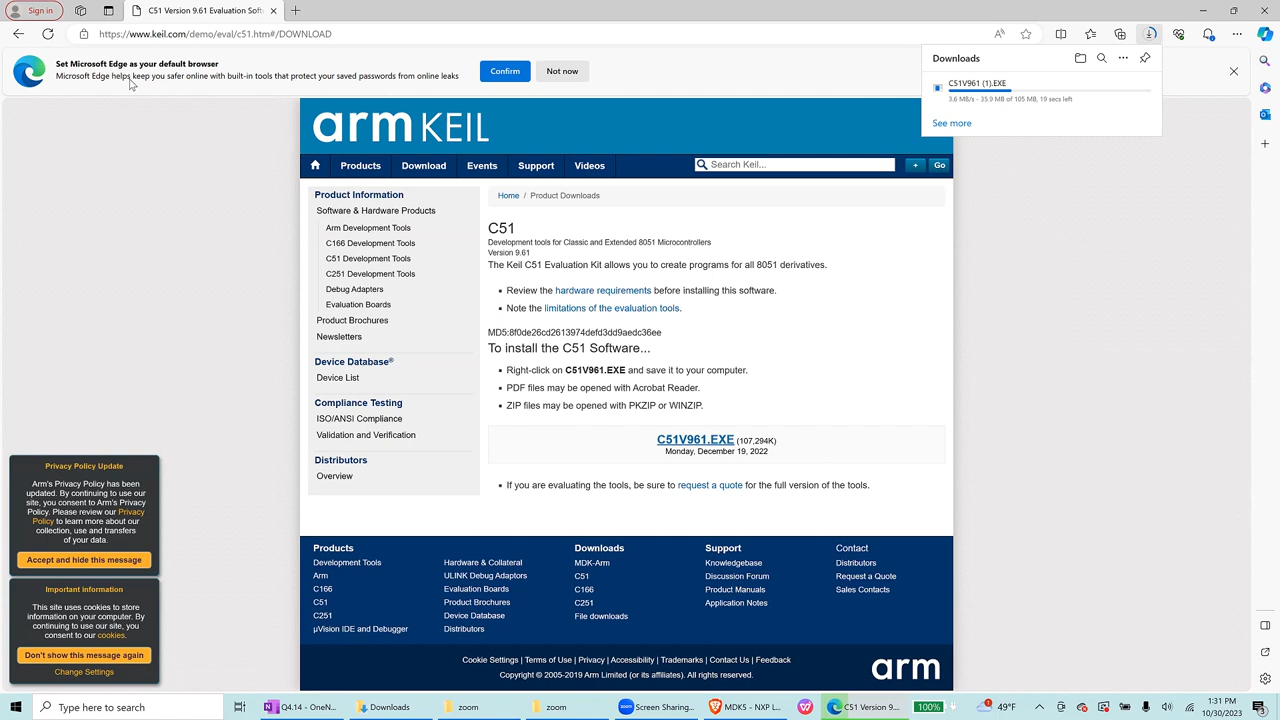 Sign in
C51 Version 9.61 Evaluation Soft
https://www.keil.com/demo/eval/c51.htm#/DOWNLOAD
Set Microsoft Edge as your default browser
Microsoft Edge helps keep you safer online with built-in tools that protect your saved passwords from online leaks
Confirm
Not now
Downloads
C51V961 (1).EXE
3.6 MB/s - 35.9 MB of 105 MB, 19 secs left
See more
arm KEIL
Products
Download
Events
Support
Videos
Search Keil...
+
Go
Product Information
Software & Hardware Products
Arm Development Tools
C166 Development Tools
C51 Development Tools
C251 Development Tools
Debug Adapters
Evaluation Boards
Product Brochures
Newsletters
Device Database®
Device List
Compliance Testing
ISO/ANSI Compliance
Validation and Verification
Distributors
Overview
Home / Product Downloads
C51
Development tools for Classic and Extended 8051 Microcontrollers
Version 9.61
The Keil C51 Evaluation Kit allows you to create programs for all 8051 derivatives.
Review the hardware requirements before installing this software.
Note the limitations of the evaluation tools.
MD5:8f0de26cd2613974defd3dd9aedc36ee
To install the C51 Software...
Right-click on C51V961.EXE and save it to your computer.
PDF files may be opened with Acrobat Reader.
ZIP files may be opened with PKZIP or WINZIP.
C51V961.EXE (107,294K)
Monday, December 19, 2022
If you are evaluating the tools, be sure to request a quote for the full version of the tools.
Privacy Policy Update
Arm's Privacy Policy has been
updated. By continuing to use our
site, you consent to Arm's Privacy
Policy. Please review our Privacy
Policy to learn more about our
collection, use and transfers
of your data.
Accept and hide this message
Important information
This site uses cookies to store
information on your computer. By
continuing to use our site, you
consent to our cookies.
Don't show this message again
Change Settings
Products
Development Tools
Arm
C166
C51
C251
µVision IDE and Debugger
Hardware & Collateral
ULINK Debug Adaptors
Evaluation Boards
Product Brochures
Device Database
Distributors
Downloads
MDK-Arm
C51
C166
C251
File downloads
Support
Knowledgebase
Discussion Forum
Product Manuals
Application Notes
Contact
Distributors
Request a Quote
Sales Contacts
Cookie Settings | Terms of Use | Privacy | Accessibility | Trademarks | Contact Us | Feedback
Copyright © 2005-2019 Arm Limited (or its affiliates). All rights reserved.
arm
Type here to search
Q4.14 - OneN...
Downloads
zoom
zoom
zoom
Screen Sharing...
MDK5 - NXP L...
C51 Version 9...
100%
49°F
1:31 PM
10/30/2023